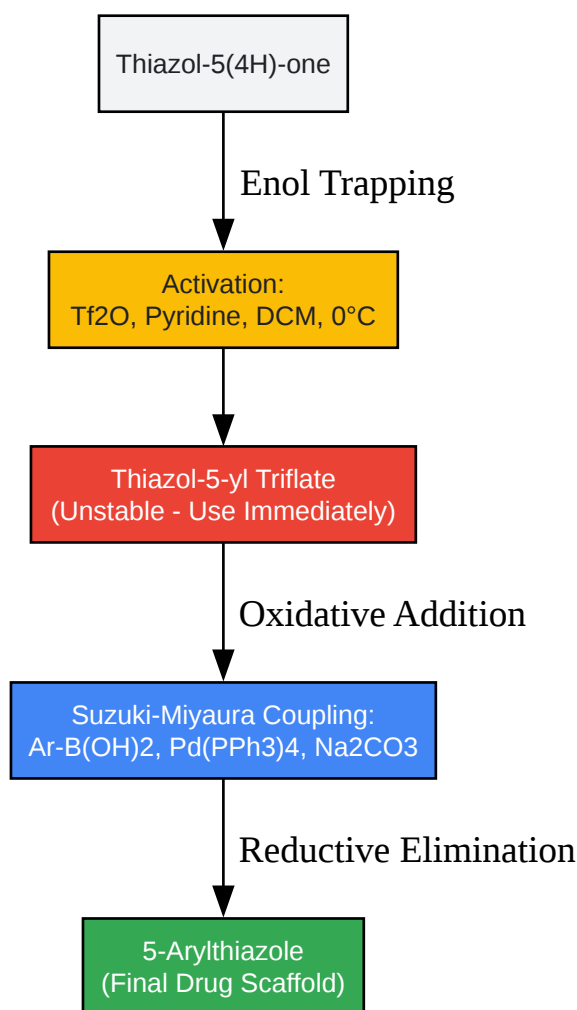 Thiazol-5(4H)-one
Enol Trapping
Activation:
Tf2O, Pyridine, DCM, 0°C
Thiazol-5-yl Triflate
(Unstable - Use Immediately)
Oxidative Addition
Suzuki-Miyaura Coupling:
Ar-B(OH)2, Pd(PPh3)4, Na2CO3
Reductive Elimination
5-Arylthiazole
(Final Drug Scaffold)